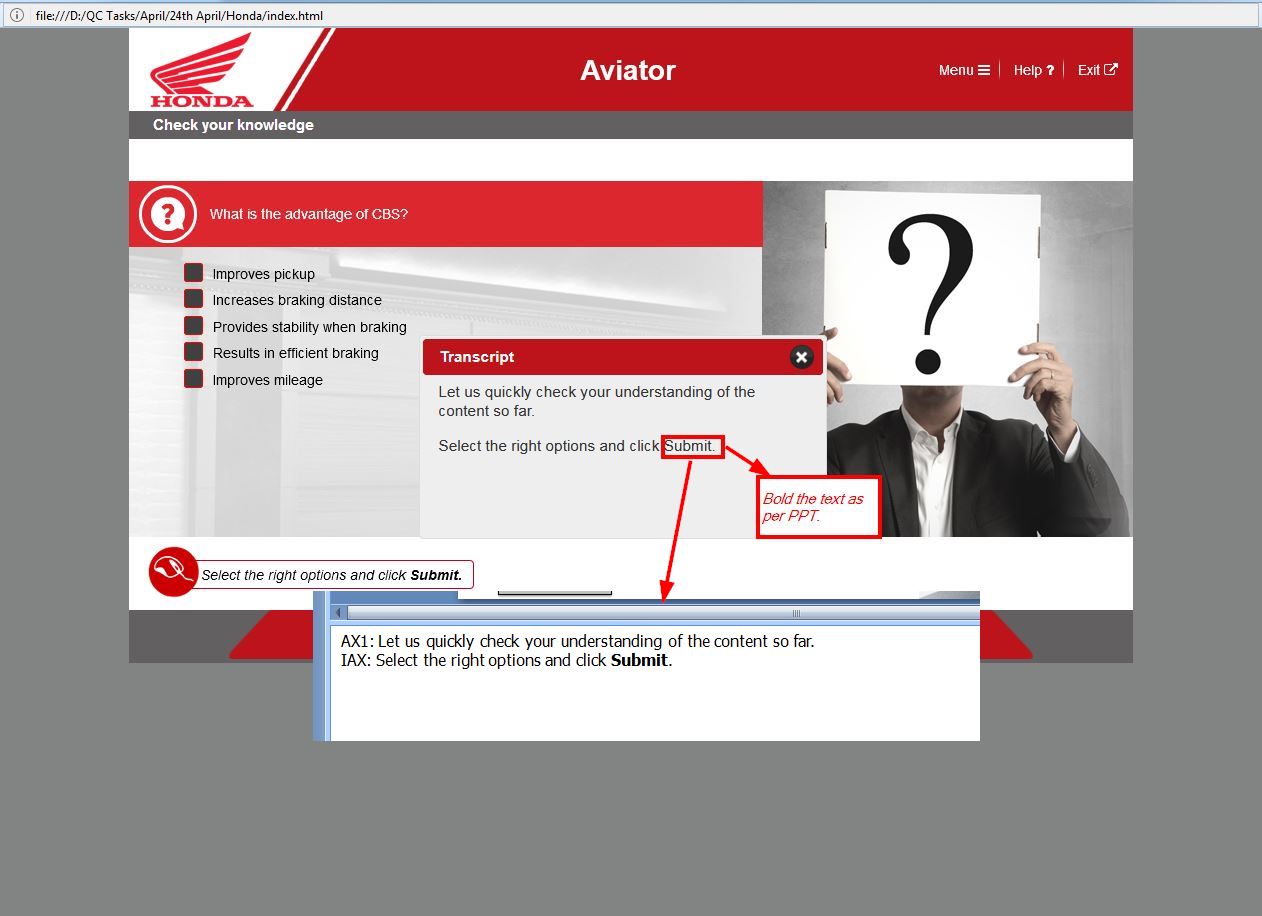 file:///D:/QC Tasks/April/24th April/Honda/index.html
HONDA
Aviator
Menu
Help ?
Exit
Check your knowledge
?
What is the advantage of CBS?
?
Improves pickup
Increases braking distance
Provides stability when braking
Results in efficient braking
Improves mileage
Transcript
Let us quickly check your understanding of the
content so far.
Select the right options and click Submit.
Bold the text as
per PPT.
Select the right options and click Submit.
AX1: Let us quickly check your understanding of the content so far.
IAX: Select the right options and click Submit.